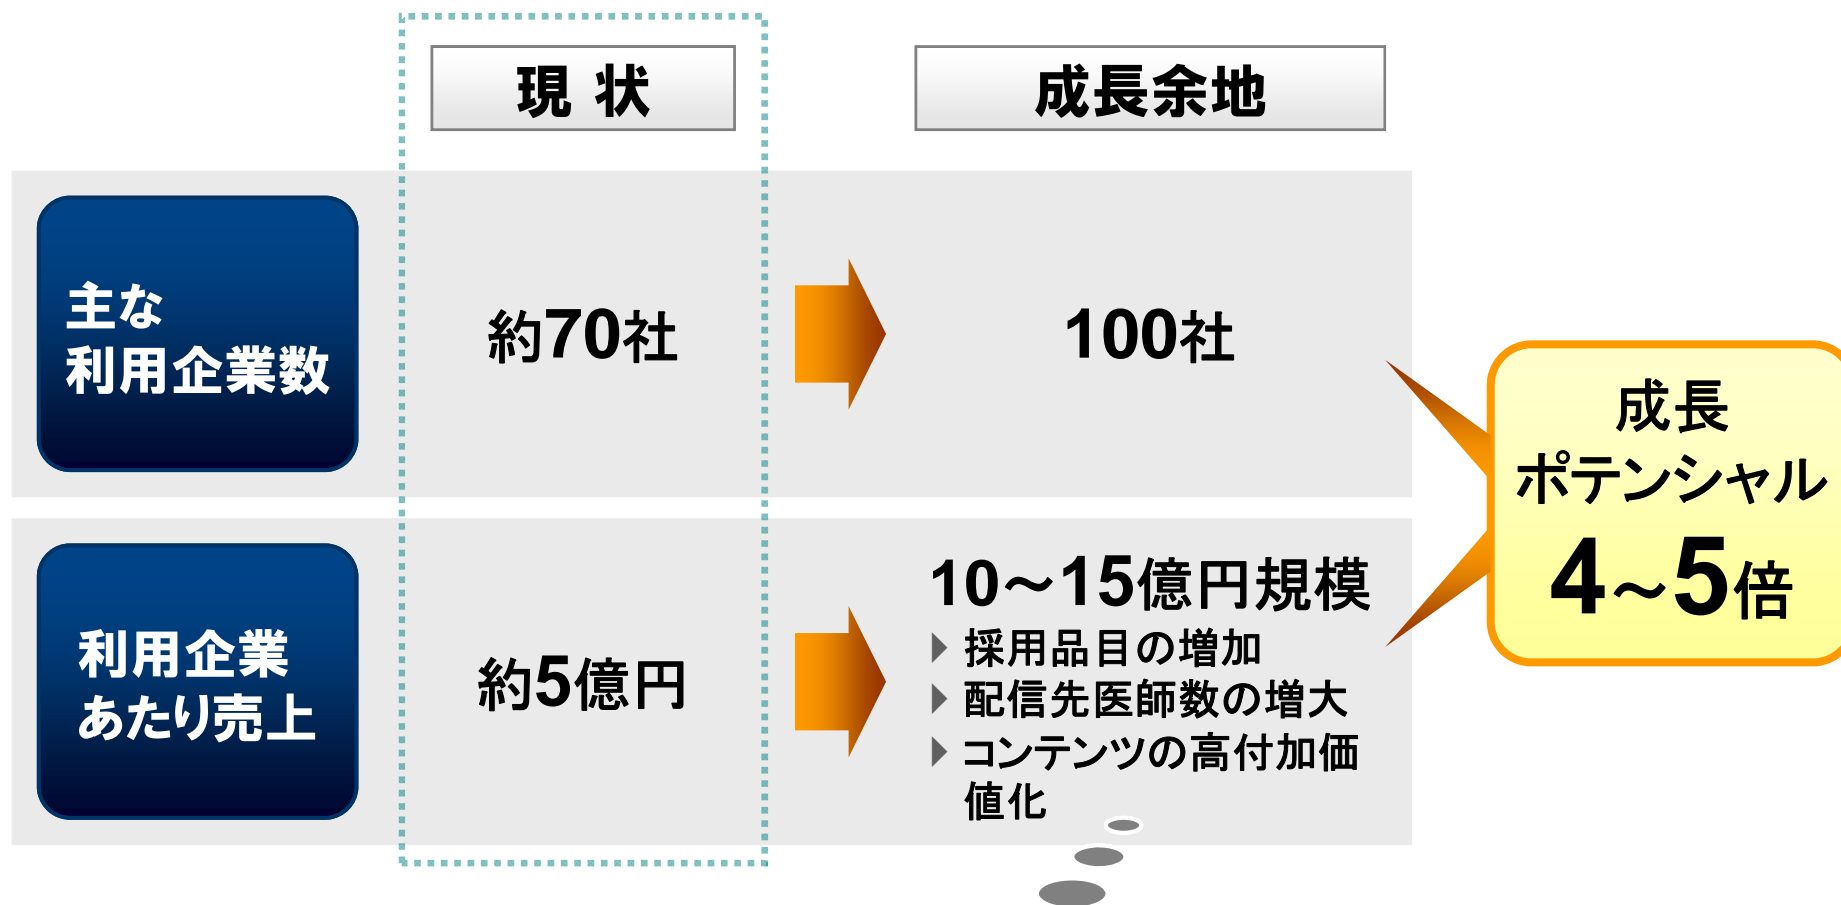 現 状
成長余地
主な
利用企業数
約70社
100社
成長
ポテンシャル
4～5倍
利用企業
あたり売上
約5億円
10～15億円規模
採用品目の増加
配信先医師数の増大
コンテンツの高付加価
値化